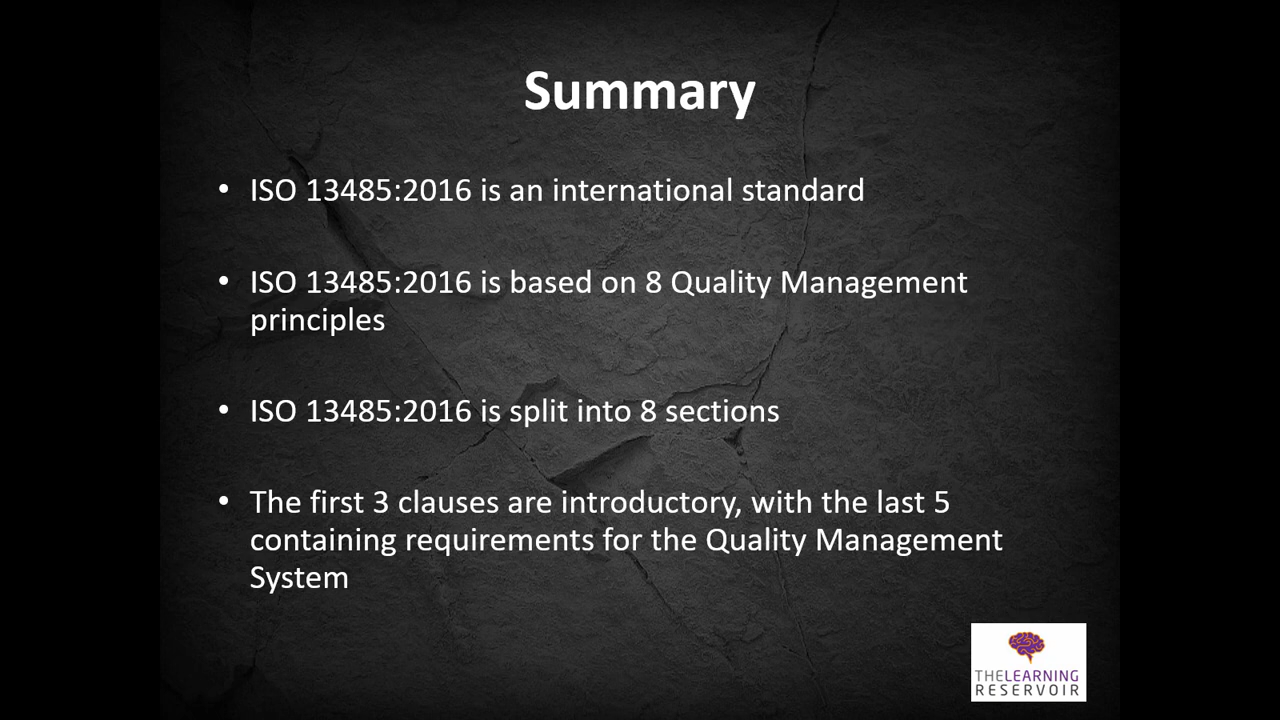 Summary
• ISO 13485:2016 is an international standard
• ISO 13485:2016 is based on 8 Quality Management
principles
• ISO 13485:2016 is split into 8 sections
• The first 3 clauses are introductory, with the last 5
containing requirements for the Quality Management
System
THELEARNING
RESERVOIR